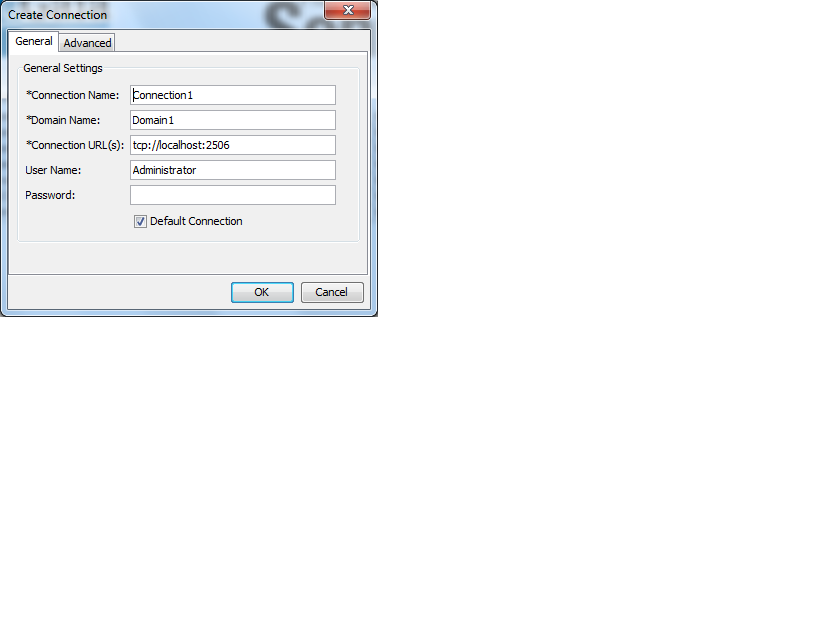 Create Connection
General Advanced
General Settings
*Connection Name: Connection1
*Domain Name: Domain1
*Connection URL(s): tcp://localhost:2506
User Name: Administrator
Password:
Default Connection
OK Cancel